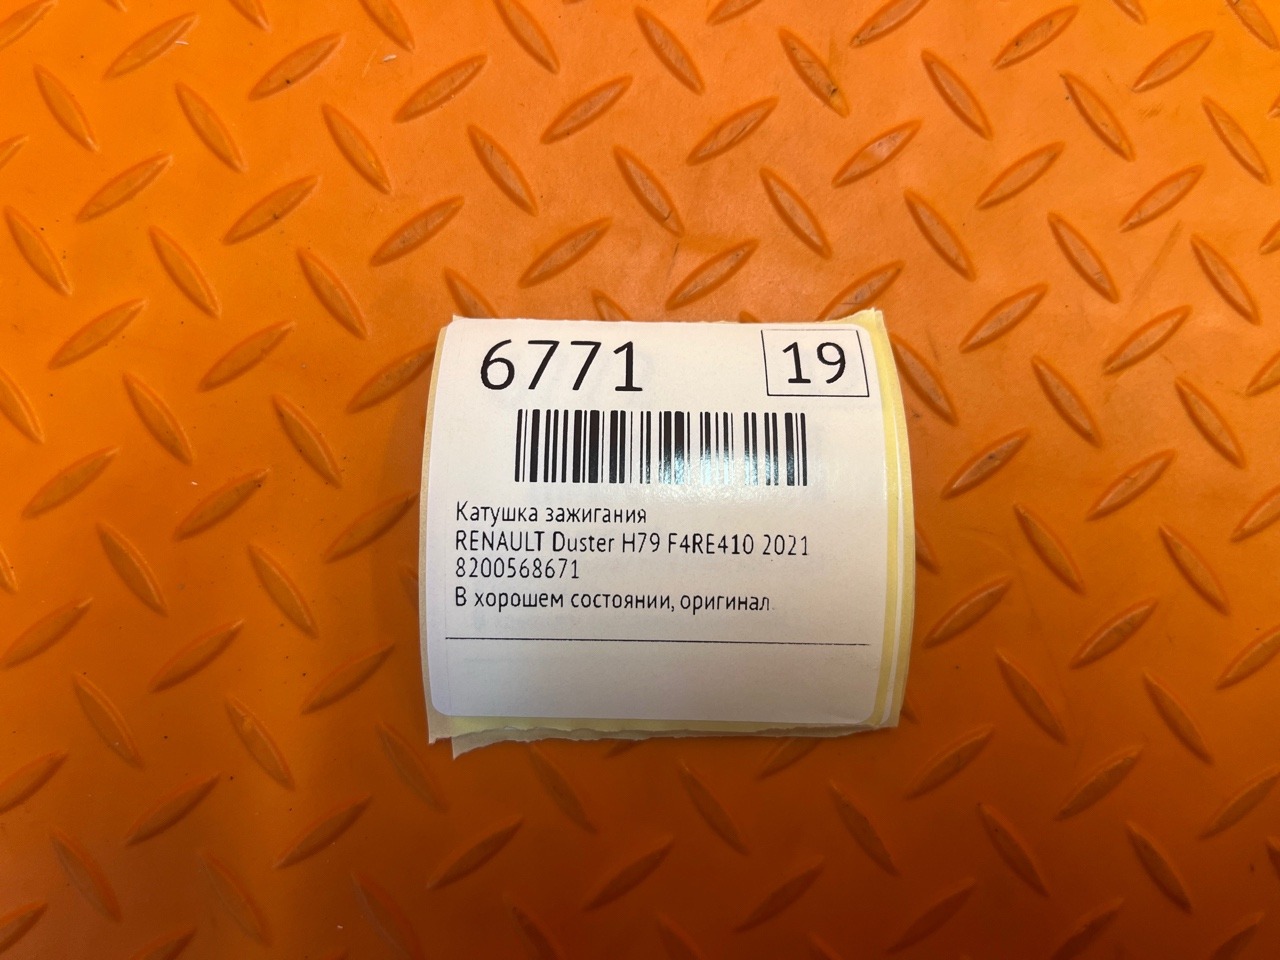 6771
19
Катушка зажигания
RENAULT Duster H79 F4RE410 2021
8200568671
В хорошем состоянии, оригинал.